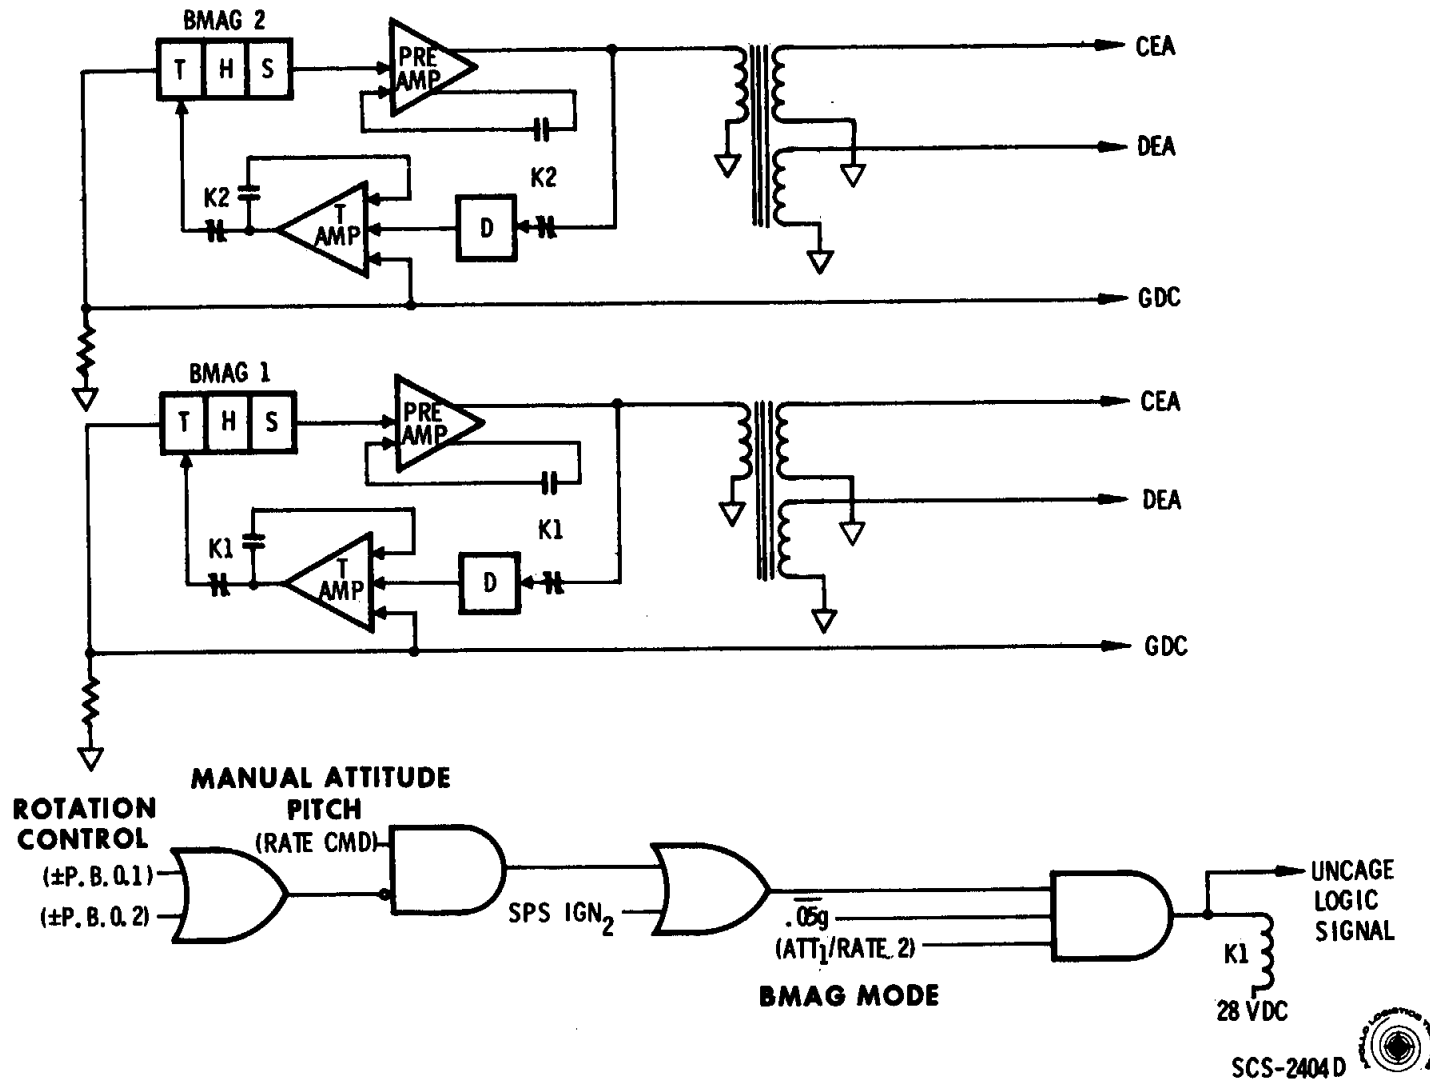 BMAG 2
T H S
PRE
AMP
CEA
DEA
K2
K2
T
AMP
D
GDC
BMAG 1
T H S
PRE
AMP
CEA
DEA
K1
K1
T
AMP
D
GDC
MANUAL ATTITUDE
PITCH
(RATE CMD)
ROTATION
CONTROL
(±P. B. 0.1)
(±P. B. 0. 2)
SPS IGN2
.05g
(ATT1/RATE 2)
BMAG MODE
UNCAGE
LOGIC
SIGNAL
K1
28 VDC
SCS-2404D
LOGISTICS